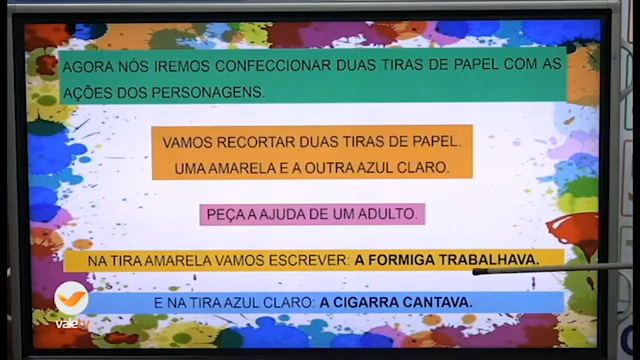 AGORA NÓS IREMOS CONFECCIONAR DUAS TIRAS DE PAPEL COM AS
AÇÕES DOS PERSONAGENS.
VAMOS RECORTAR DUAS TIRAS DE PAPEL.
UMA AMARELA E A OUTRA AZUL CLARO.
PEÇA A AJUDA DE UM ADULTO.
NA TIRA AMARELA VAMOS ESCREVER: A FORMIGA TRABALHAVA.
E NA TIRA AZUL CLARO: A CIGARRA CANTAVA.
valetv